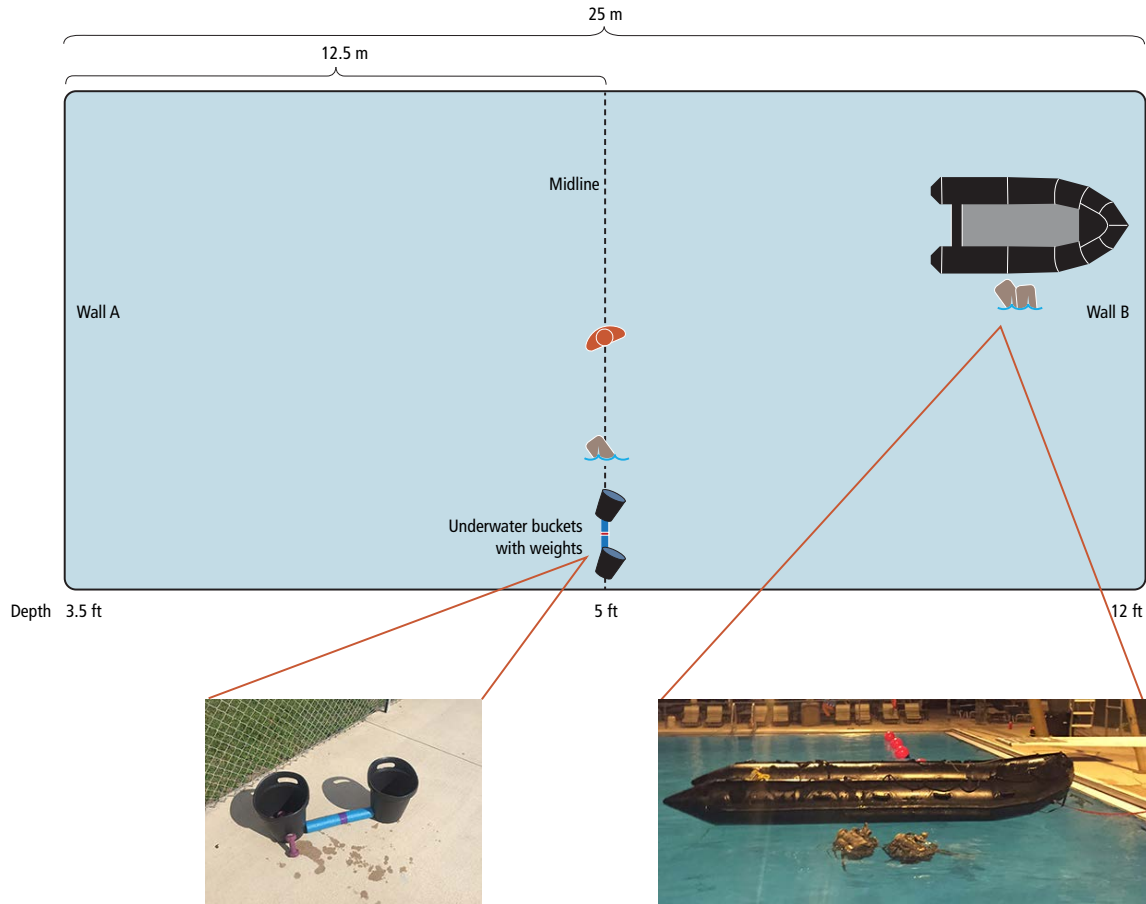 25 m
12.5 m
Midline
Wall A
Wall B
Underwater buckets
with weights
Depth 3.5 ft
5 ft
12 ft